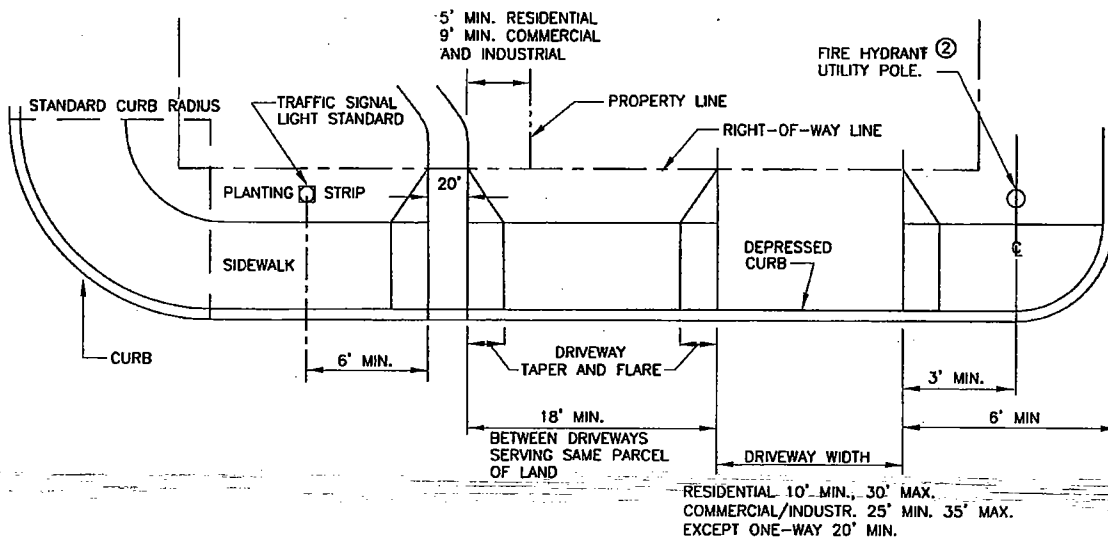 5' MIN. RESIDENTIAL
9' MIN. COMMERCIAL
AND INDUSTRIAL
FIRE HYDRANT ②
UTILITY POLE.
STANDARD CURB RADIUS
TRAFFIC SIGNAL
LIGHT STANDARD
PROPERTY LINE
RIGHT-OF-WAY LINE
PLANTING STRIP
20'
SIDEWALK
DEPRESSED
CURB
℄
CURB
6' MIN.
DRIVEWAY
TAPER AND FLARE
3' MIN.
18' MIN.
BETWEEN DRIVEWAYS
SERVING SAME PARCEL
OF LAND
6' MIN
DRIVEWAY WIDTH
RESIDENTIAL 10' MIN., 30' MAX.
COMMERCIAL/INDUSTR. 25' MIN. 35' MAX.
EXCEPT ONE-WAY 20' MIN.